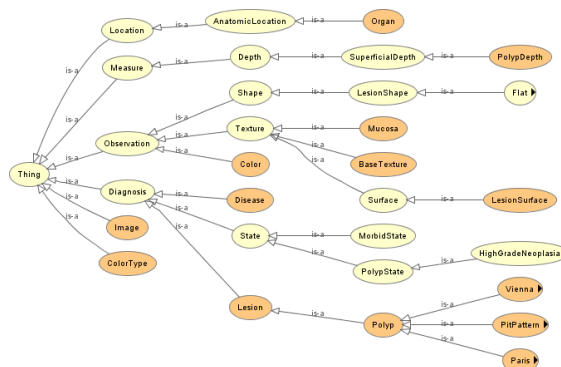 Location
is-a
AnatomicLocation
is-a
Organ
is-a
Measure
is-a
Depth
is-a
SuperficialDepth
is-a
PolypDepth
is-a
Shape
is-a
LesionShape
is-a
Flat
is-a
Observation
is-a
Texture
is-a
Mucosa
is-a
Color
is-a
BaseTexture
is-a
Thing
is-a
Diagnosis
is-a
Disease
is-a
Surface
is-a
LesionSurface
is-a
Image
is-a
State
is-a
MorbidState
is-a
ColorType
is-a
PolypState
is-a
HighGradeNeoplasia
is-a
Lesion
is-a
Polyp
is-a
Vienna
is-a
PitPattern
is-a
Paris
is-a